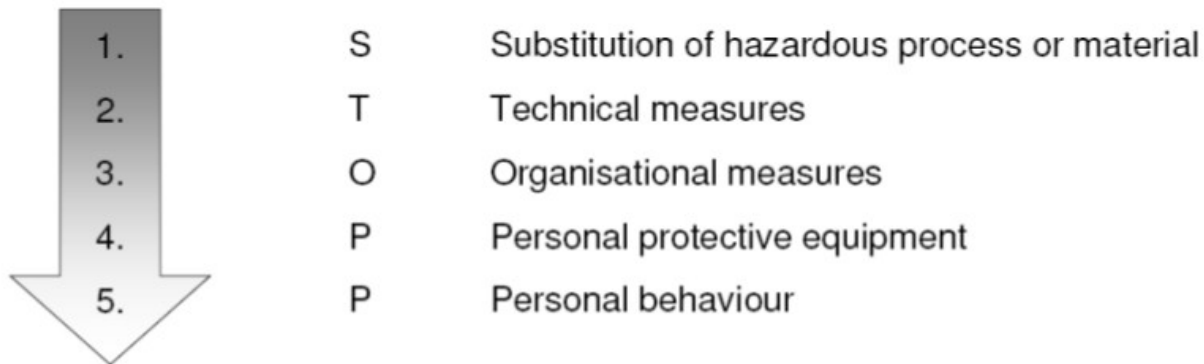 1. S Substitution of hazardous process or material
2. T Technical measures
3. O Organisational measures
4. P Personal protective equipment
5. P Personal behaviour